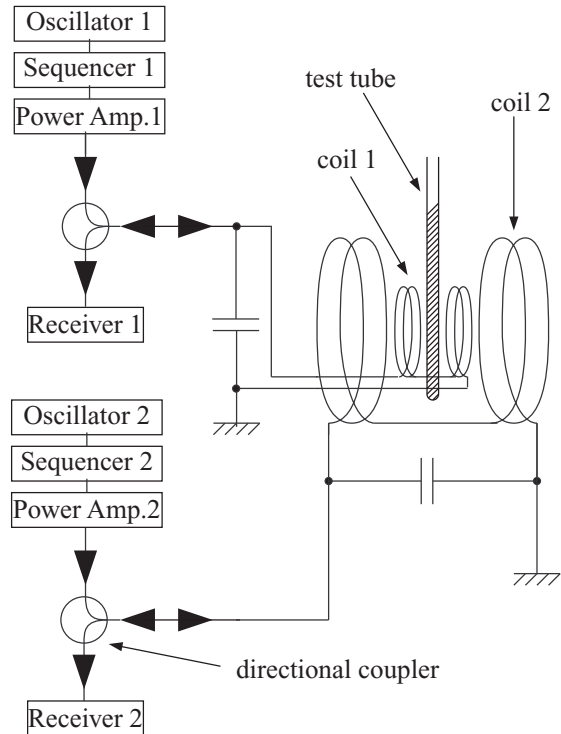 Oscillator 1
Sequencer 1
Power Amp.1
Receiver 1
test tube
coil 2
coil 1
Oscillator 2
Sequencer 2
Power Amp.2
directional coupler
Receiver 2